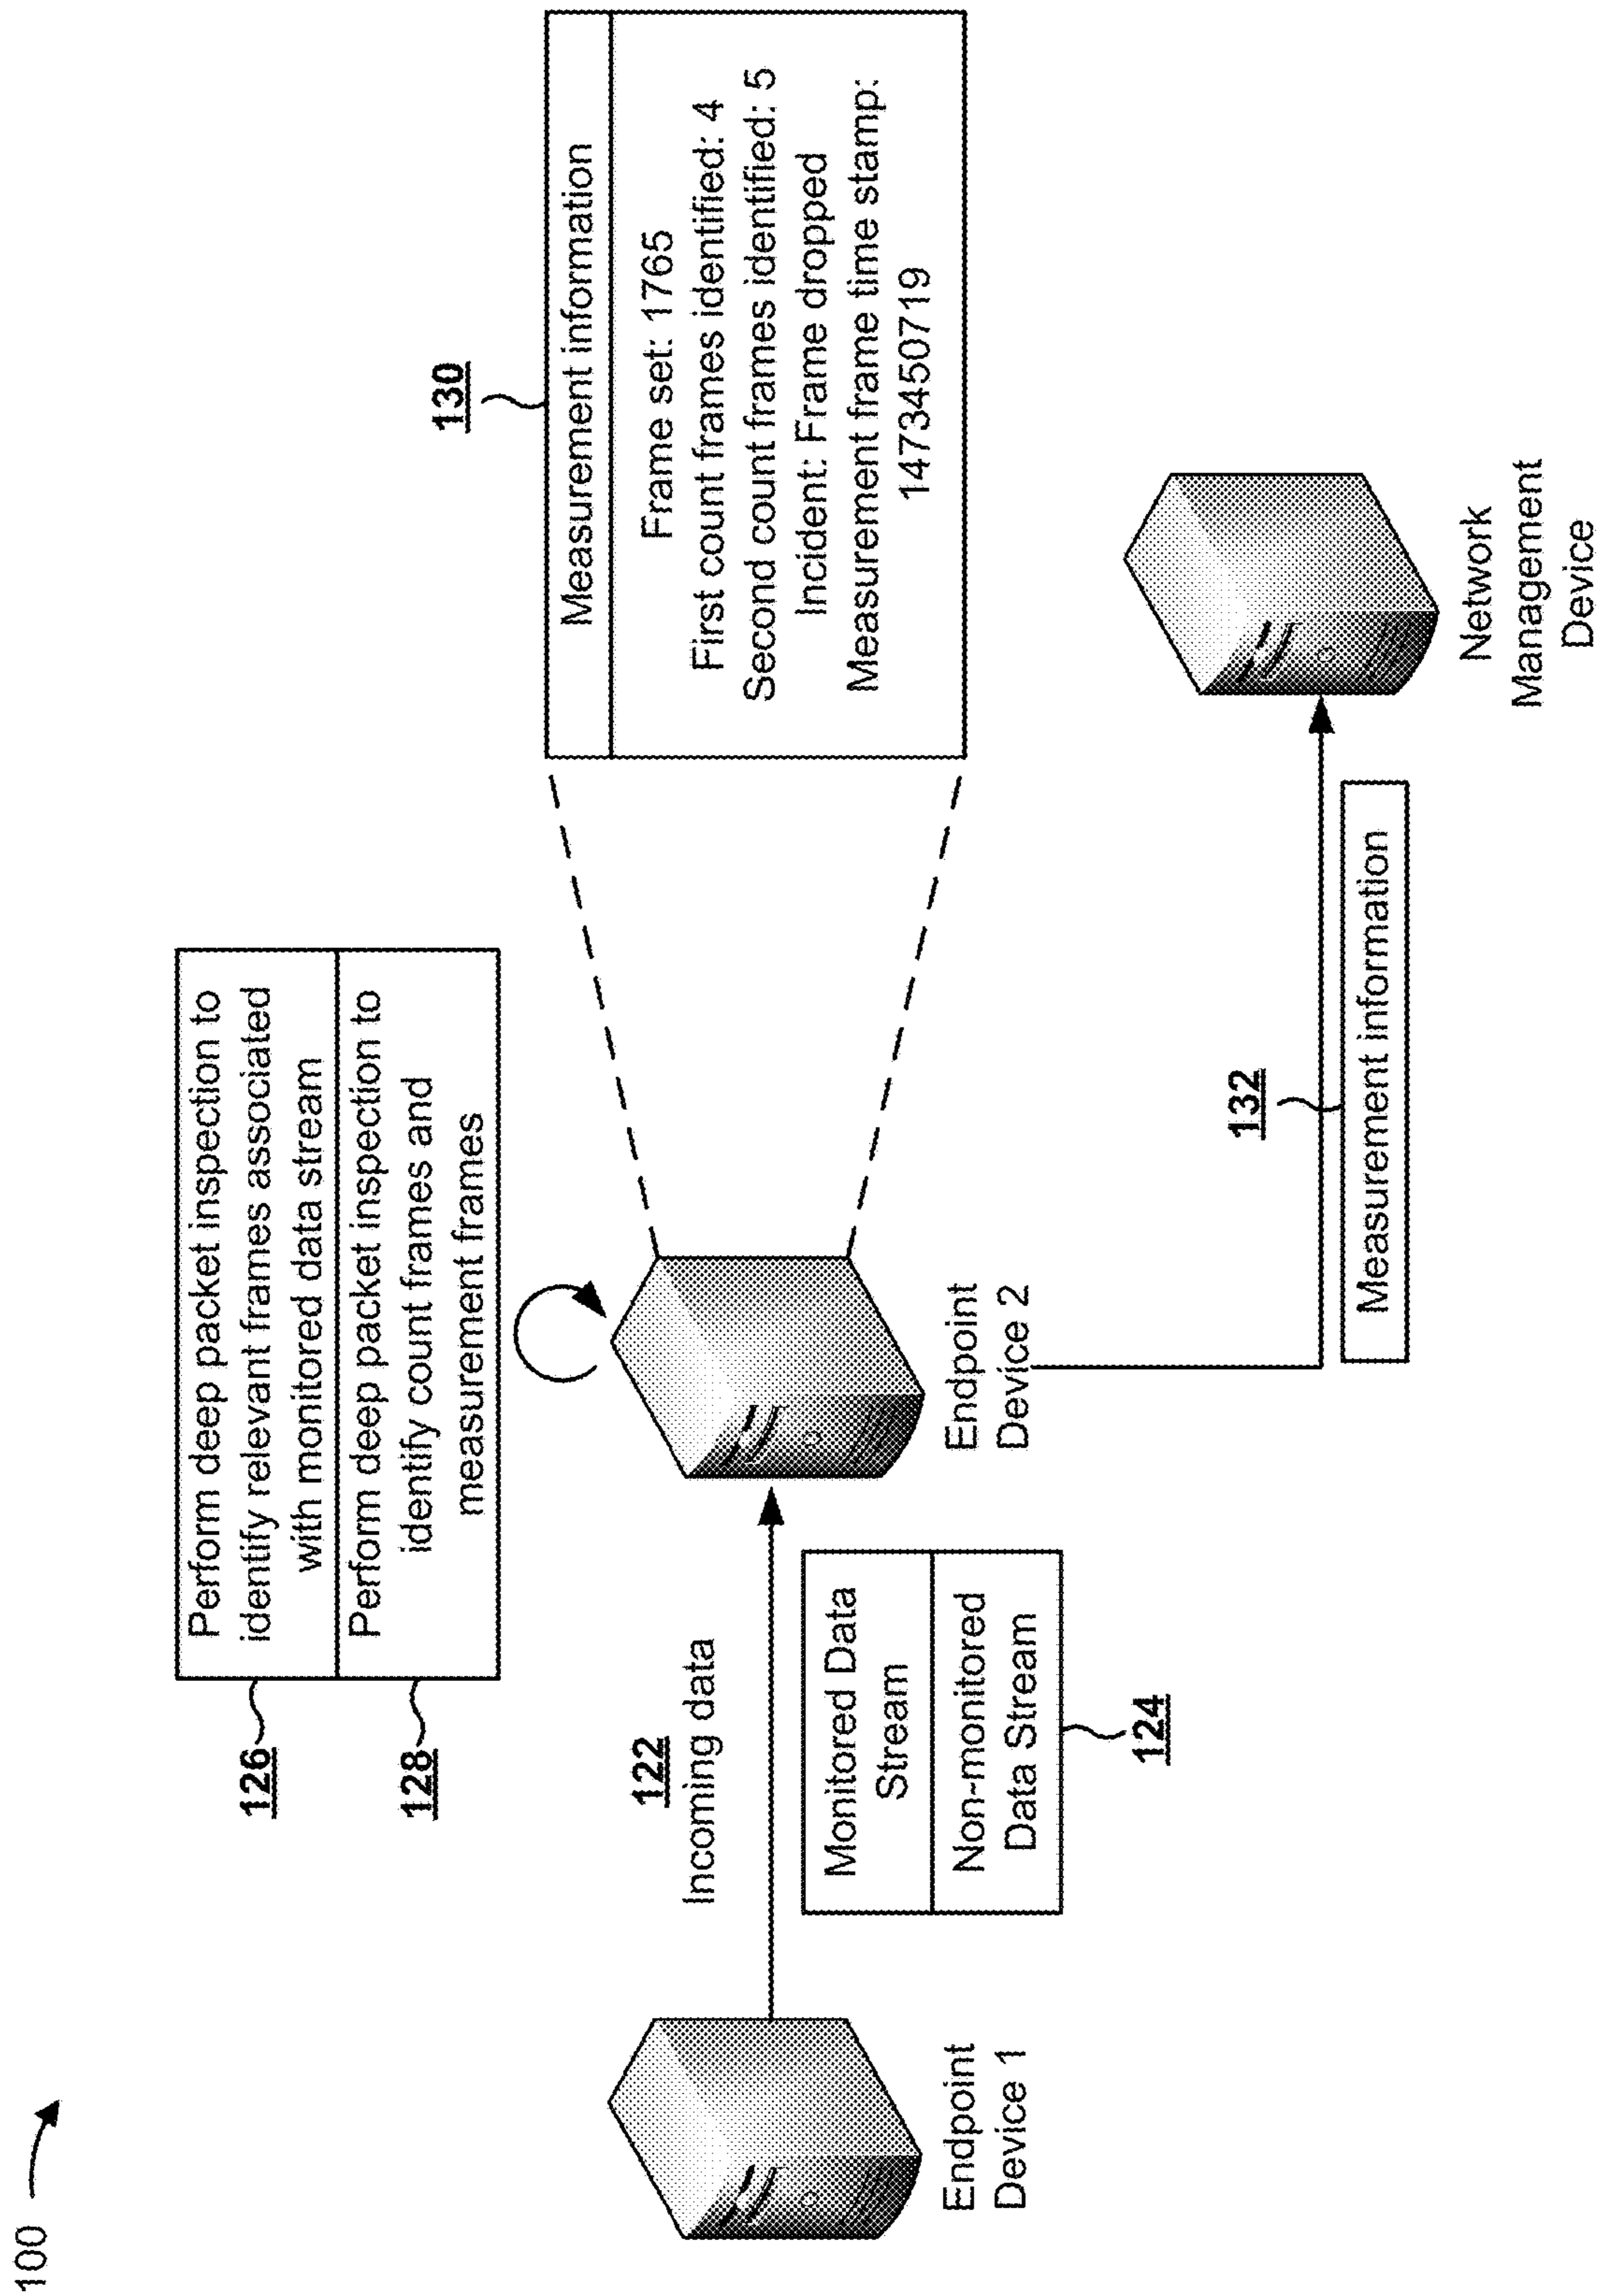 100
126
Perform deep packet inspection to
identify relevant frames associated
with monitored data stream
128
Perform deep packet inspection to
identify count frames and
measurement frames
130
Measurement information
Frame set: 1765
First count frames identified: 4
Second count frames identified: 5
Incident: Frame dropped
Measurement frame time stamp:
1473450719
122
Incoming data
Monitored Data
Stream
Non-monitored
Data Stream
124
Endpoint
Device 1
Endpoint
Device 2
132
Measurement information
Network
Management
Device